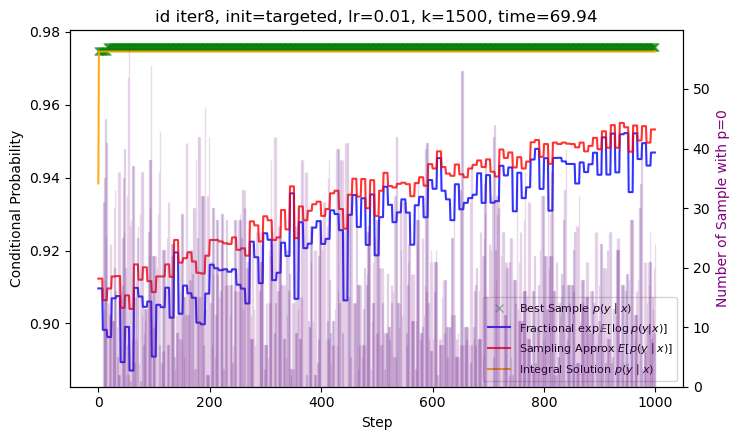 id iter8, init=targeted, lr=0.01, k=1500, time=69.94
Conditional Probability
0.98
0.96
0.94
0.92
0.90
50
40
30
20
10
0
Number of Sample with p=0
Best Sample p(y | x)
Fractional exp𝔼[log p(y|x)]
Sampling Approx E[p(y | x)]
Integral Solution p(y | x)
0 200 400 600 800 1000
Step